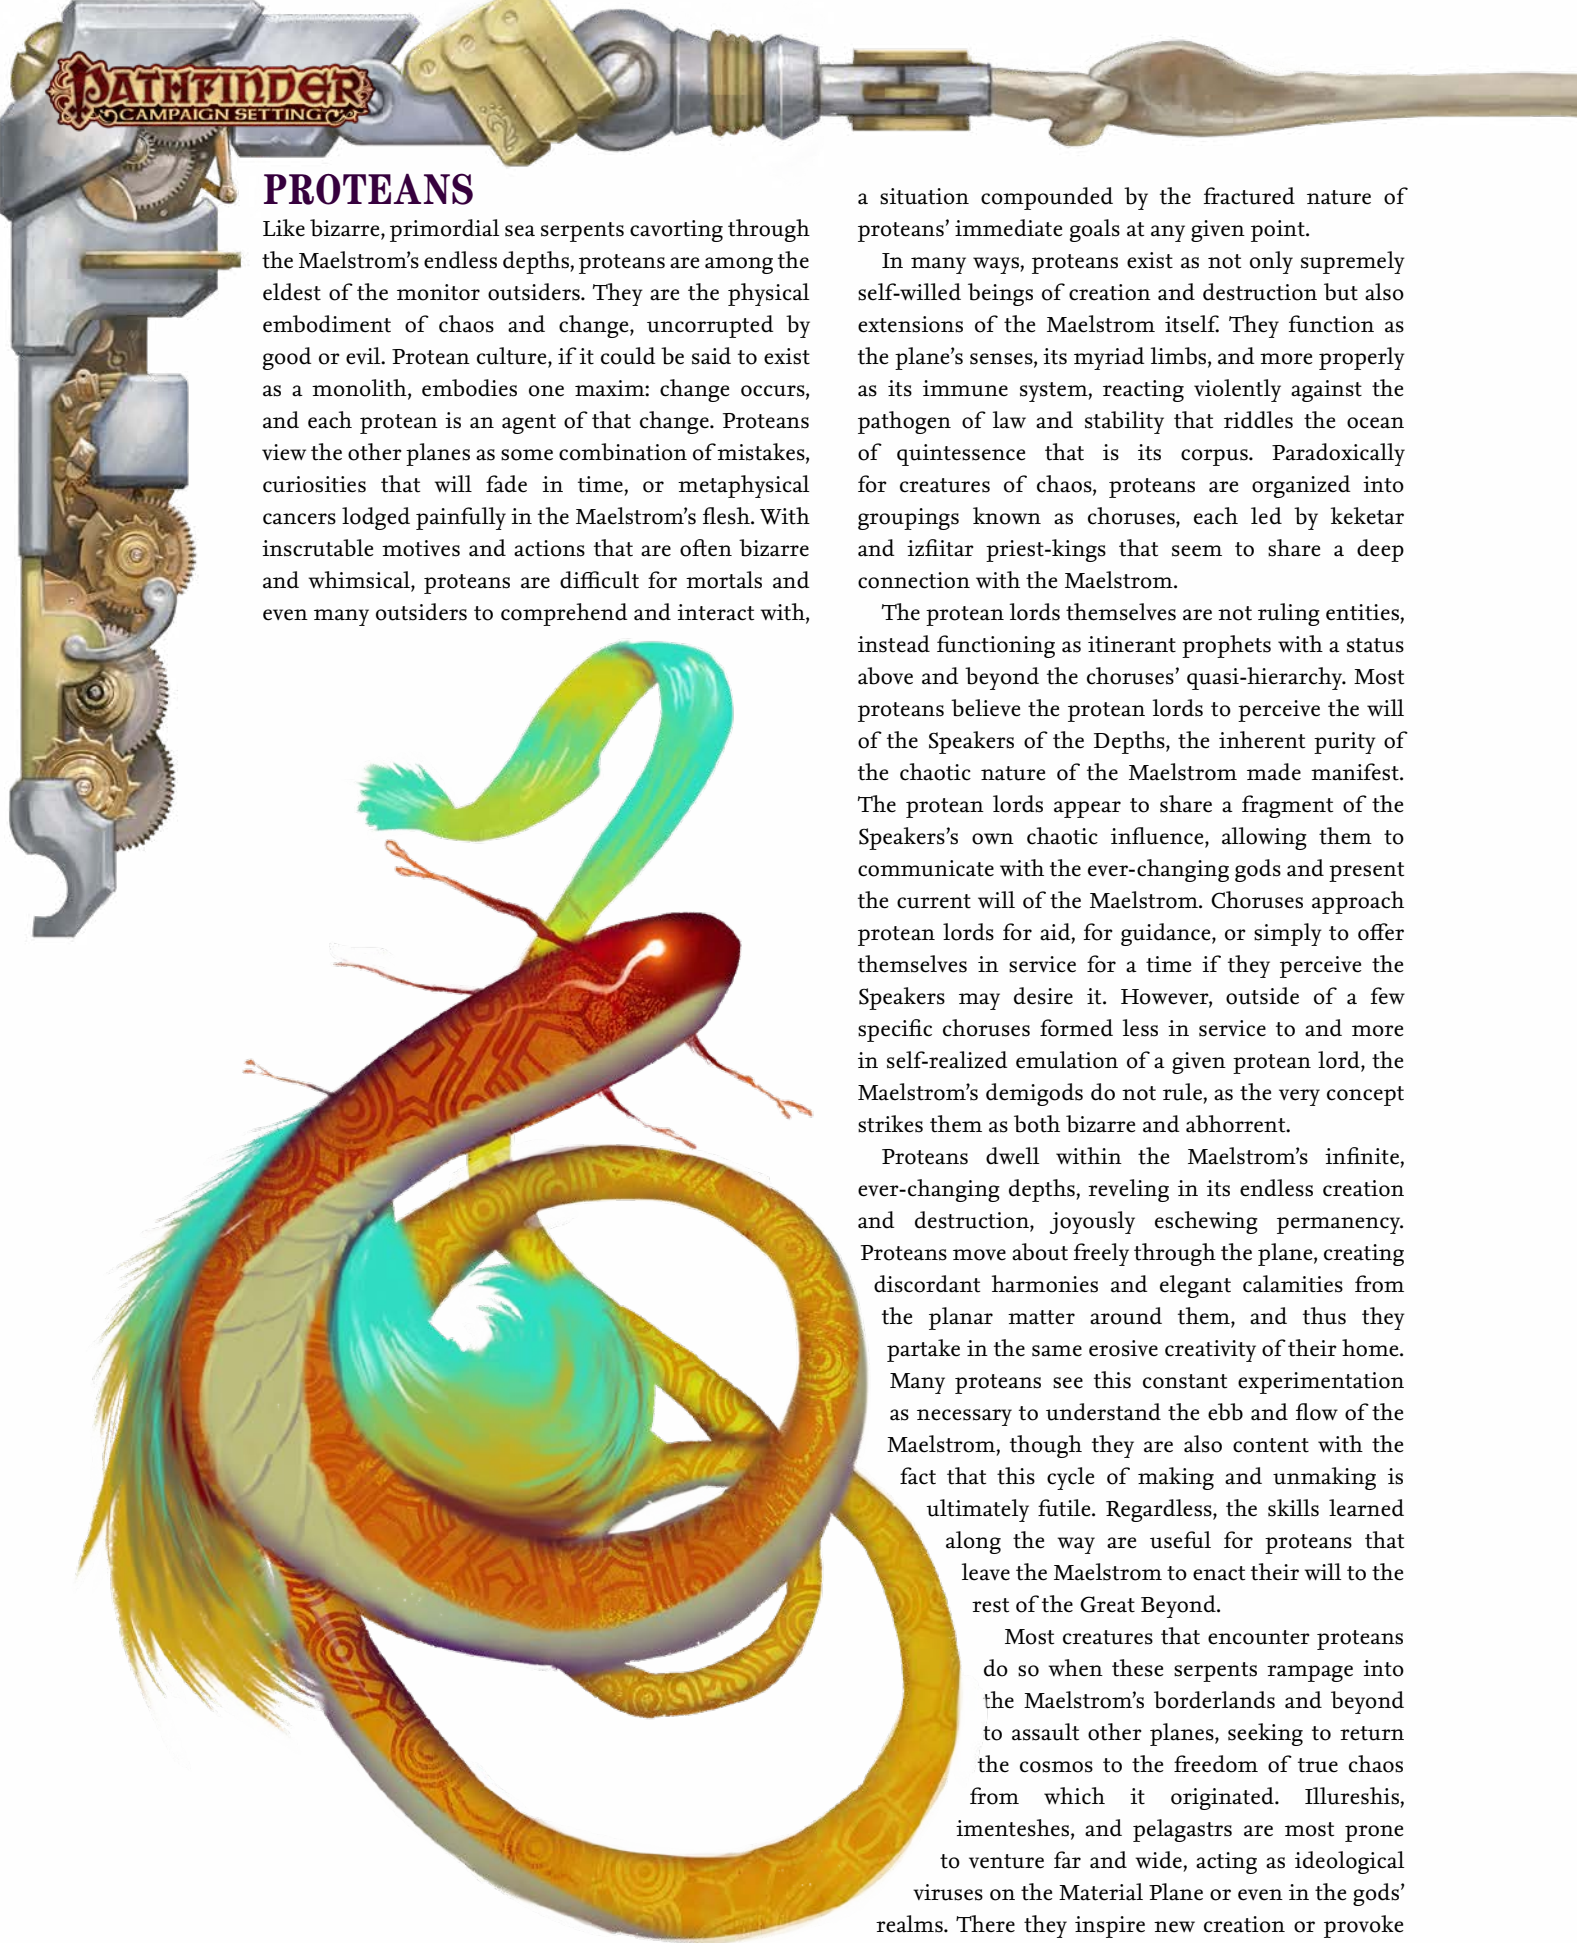 PATHFINDER
CAMPAIGN SETTING
PROTEANS
Like bizarre, primordial sea serpents cavorting through
the Maelstrom's endless depths, proteans are among the
eldest of the monitor outsiders. They are the physical
embodiment of chaos and change, uncorrupted by
good or evil. Protean culture, if it could be said to exist
as a monolith, embodies one maxim: change occurs,
and each protean is an agent of that change. Proteans
view the other planes as some combination of mistakes,
curiosities that will fade in time, or metaphysical
cancers lodged painfully in the Maelstrom's flesh. With
inscrutable motives and actions that are often bizarre
and whimsical, proteans are difficult for mortals and
even many outsiders to comprehend and interact with,
a situation compounded by the fractured nature of
proteans' immediate goals at any given point.
In many ways, proteans exist as not only supremely
self-willed beings of creation and destruction but also
extensions of the Maelstrom itself. They function as
the plane's senses, its myriad limbs, and more properly
as its immune system, reacting violently against the
pathogen of law and stability that riddles the ocean
of quintessence that is its corpus. Paradoxically
for creatures of chaos, proteans are organized into
groupings known as choruses, each led by keketar
and izfiitar priest-kings that seem to share a deep
connection with the Maelstrom.
The protean lords themselves are not ruling entities,
instead functioning as itinerant prophets with a status
above and beyond the choruses' quasi-hierarchy. Most
proteans believe the protean lords to perceive the will
of the Speakers of the Depths, the inherent purity of
the chaotic nature of the Maelstrom made manifest.
The protean lords appear to share a fragment of the
Speakers's own chaotic influence, allowing them to
communicate with the ever-changing gods and present
the current will of the Maelstrom. Choruses approach
protean lords for aid, for guidance, or simply to offer
themselves in service for a time if they perceive the
Speakers may desire it. However, outside of a few
specific choruses formed less in service to and more
in self-realized emulation of a given protean lord, the
Maelstrom's demigods do not rule, as the very concept
strikes them as both bizarre and abhorrent.
Proteans dwell within the Maelstrom's infinite,
ever-changing depths, reveling in its endless creation
and destruction, joyously eschewing permanency.
Proteans move about freely through the plane, creating
discordant harmonies and elegant calamities from
the planar matter around them, and thus they
partake in the same erosive creativity of their home.
Many proteans see this constant experimentation
as necessary to understand the ebb and flow of the
Maelstrom, though they are also content with the
fact that this cycle of making and unmaking is
ultimately futile. Regardless, the skills learned
along the way are useful for proteans that
leave the Maelstrom to enact their will to the
rest of the Great Beyond.
Most creatures that encounter proteans
do so when these serpents rampage into
the Maelstrom's borderlands and beyond
to assault other planes, seeking to return
the cosmos to the freedom of true chaos
from which it originated. Illureshis,
imenteshes, and pelagastrs are most prone
to venture far and wide, acting as ideological
viruses on the Material Plane or even in the gods'
realms. There they inspire new creation or provoke